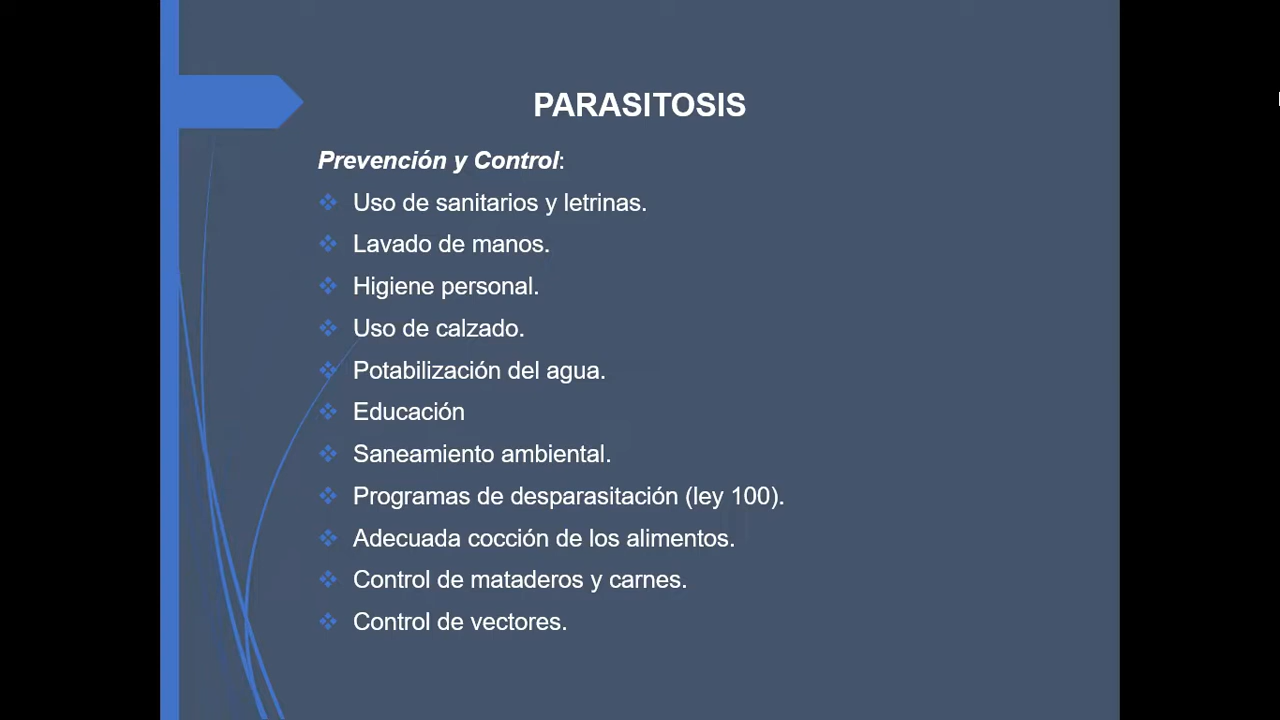 PARASITOSIS
Prevención y Control:
Uso de sanitarios y letrinas.
Lavado de manos.
Higiene personal.
Uso de calzado.
Potabilización del agua.
Educación
Saneamiento ambiental.
Programas de desparasitación (ley 100).
Adecuada cocción de los alimentos.
Control de mataderos y carnes.
Control de vectores.